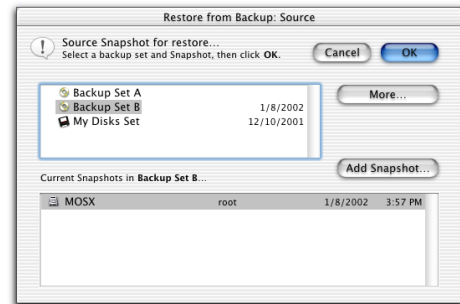 Restore from Backup: Source
Source Snapshot for restore...
Select a backup set and Snapshot, then click OK.
Cancel
OK
Backup Set A
Backup Set B 1/8/2002
My Disks Set 12/10/2001
More...
Add Snapshot...
Current Snapshots in Backup Set B...
MOSX root 1/8/2002 3:57 PM